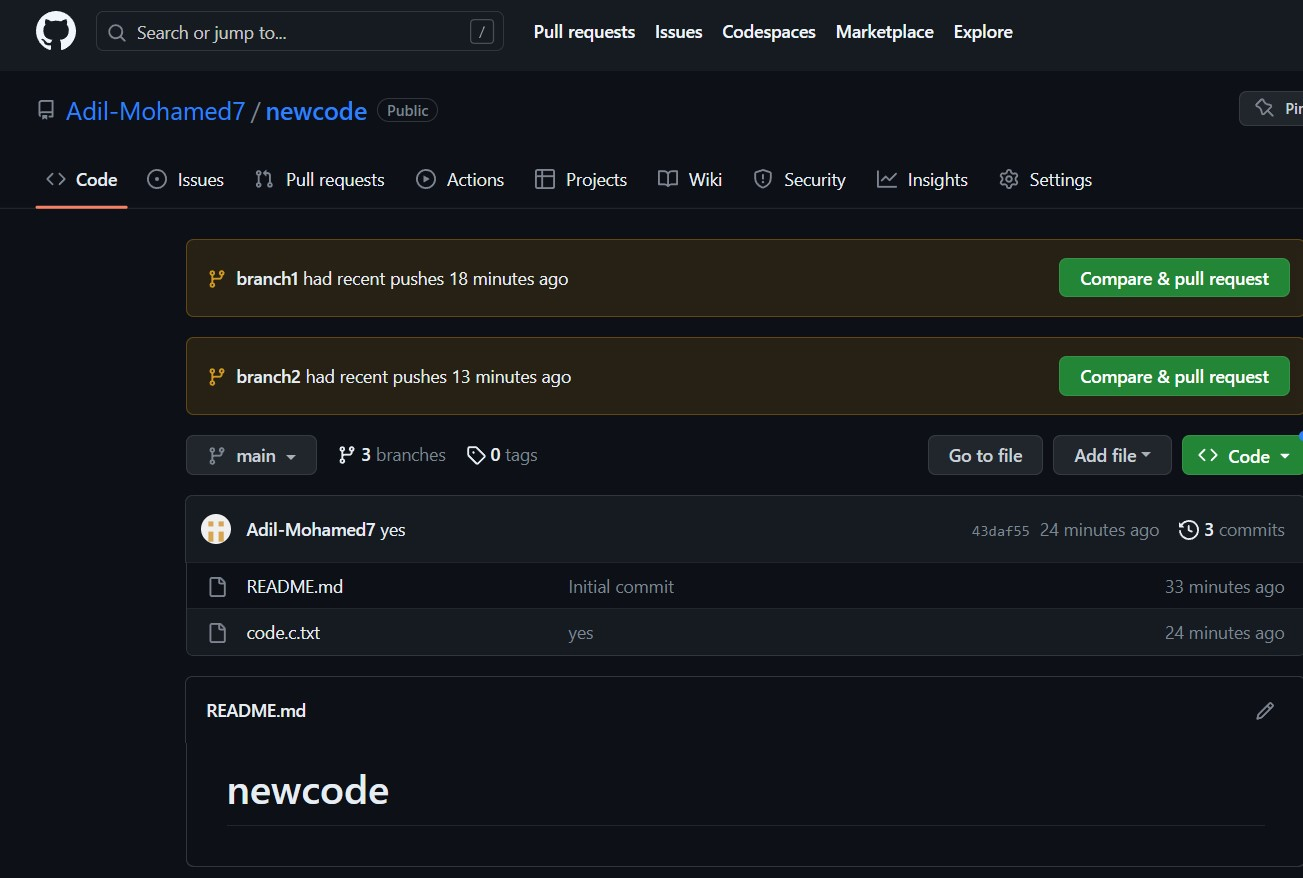 Search or jump to... /
Pull requests Issues Codespaces Marketplace Explore
Adil-Mohamed7 / newcode Public
Code Issues Pull requests Actions Projects Wiki Security Insights Settings
branch1 had recent pushes 18 minutes ago Compare & pull request
branch2 had recent pushes 13 minutes ago Compare & pull request
main 3 branches 0 tags Go to file Add file Code
Adil-Mohamed7 yes 43daf55 24 minutes ago 3 commits
README.md Initial commit 33 minutes ago
code.c.txt yes 24 minutes ago
README.md
newcode